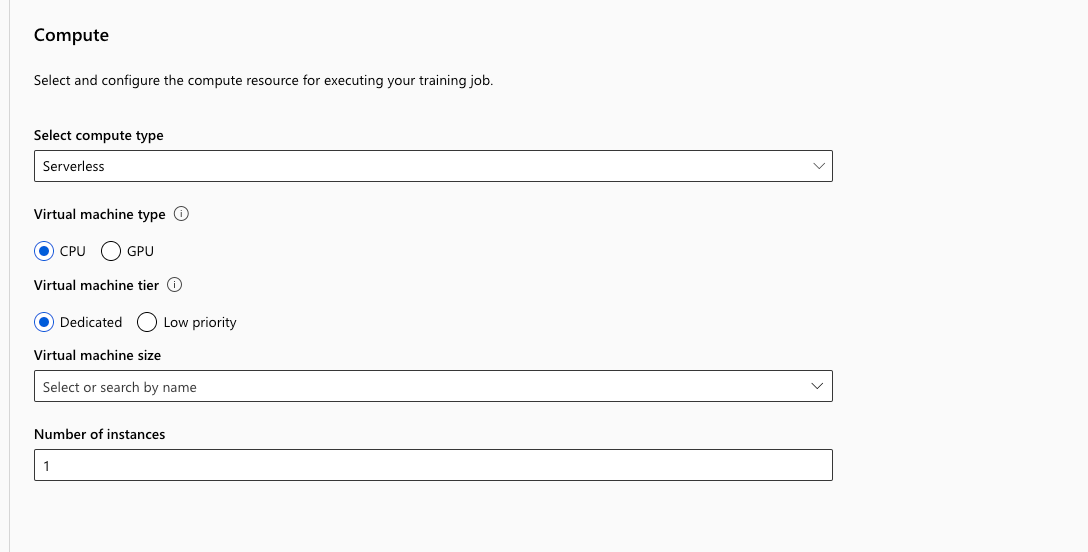 Compute
Select and configure the compute resource for executing your training job.
Select compute type
Serverless
Virtual machine type
CPU GPU
Virtual machine tier
Dedicated Low priority
Virtual machine size
Select or search by name
Number of instances
1